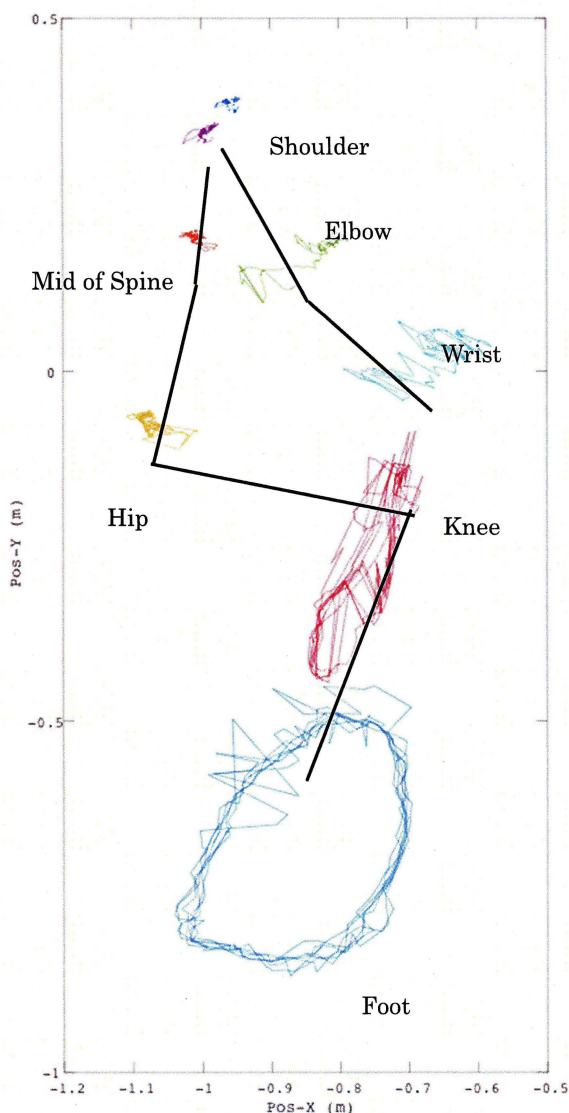 0.5
Shoulder
Elbow
Mid of Spine
Wrist
0
Hip
Knee
Pos-Y (m)
-0.5
Foot
-1
-1.2 -1.1 -1 -0.9 -0.8 -0.7 -0.6 -0.5
Pos-X (m)